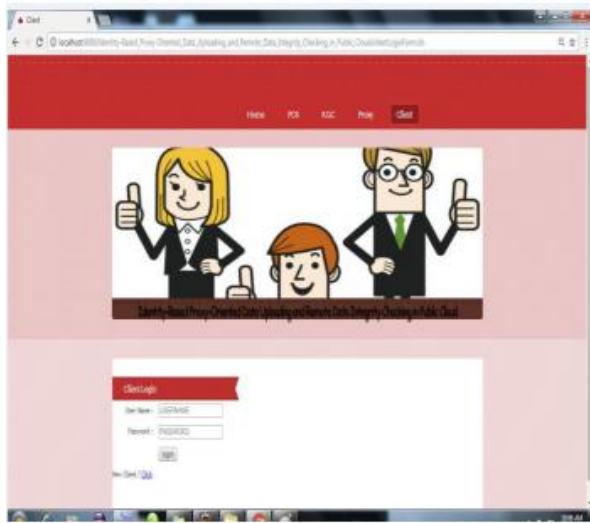 Client
localhost
Home PCS KGC Proxy Client
Identity-Based Proxy-Oriented Data Uploading and Remote Data Integrity Checking in Public Cloud
Client Login
User Name : USERNAME
Password : PASSWORD
login
New Client ? Click